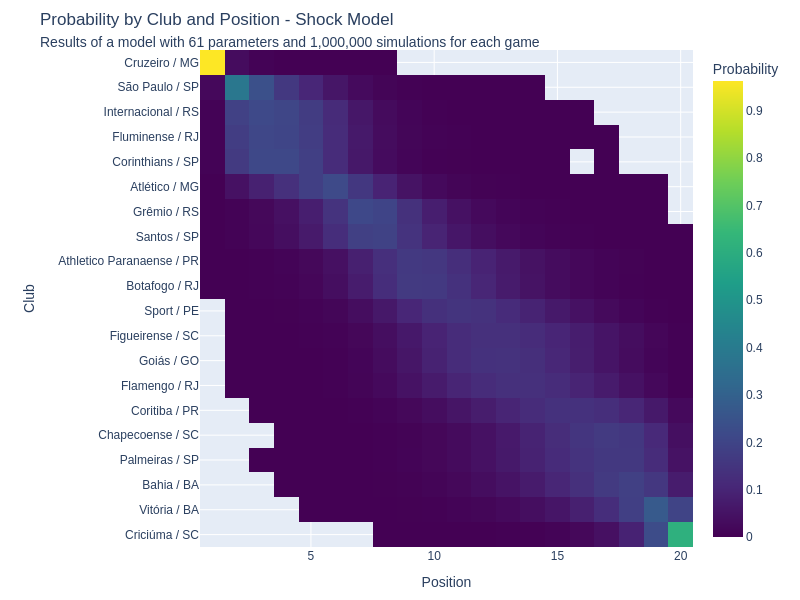 Probability by Club and Position - Shock Model
Results of a model with 61 parameters and 1,000,000 simulations for each game
Probability
Club
Cruzeiro / MG
São Paulo / SP
Internacional / RS
Fluminense / RJ
Corinthians / SP
Atlético / MG
Grêmio / RS
Santos / SP
Athletico Paranaense / PR
Botafogo / RJ
Sport / PE
Figueirense / SC
Goiás / GO
Flamengo / RJ
Coritiba / PR
Chapecoense / SC
Palmeiras / SP
Bahia / BA
Vitória / BA
Criciúma / SC
0.9
0.8
0.7
0.6
0.5
0.4
0.3
0.2
0.1
0
5 10 15 20
Position